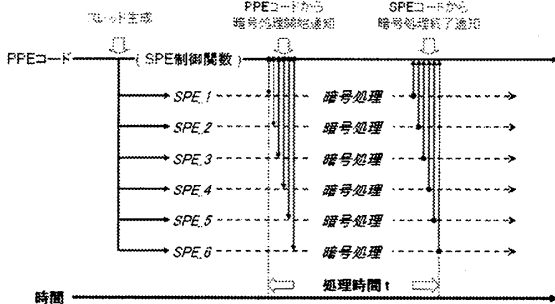 スレッド生成
PPEコードから
暗号処理開始通知
SPEコードから
暗号処理終了通知
PPEコード
( SPE制御関数 )
SPE_1 暗号処理
SPE_2 暗号処理
SPE_3 暗号処理
SPE_4 暗号処理
SPE_5 暗号処理
SPE_6 暗号処理
処理時間 t
時間